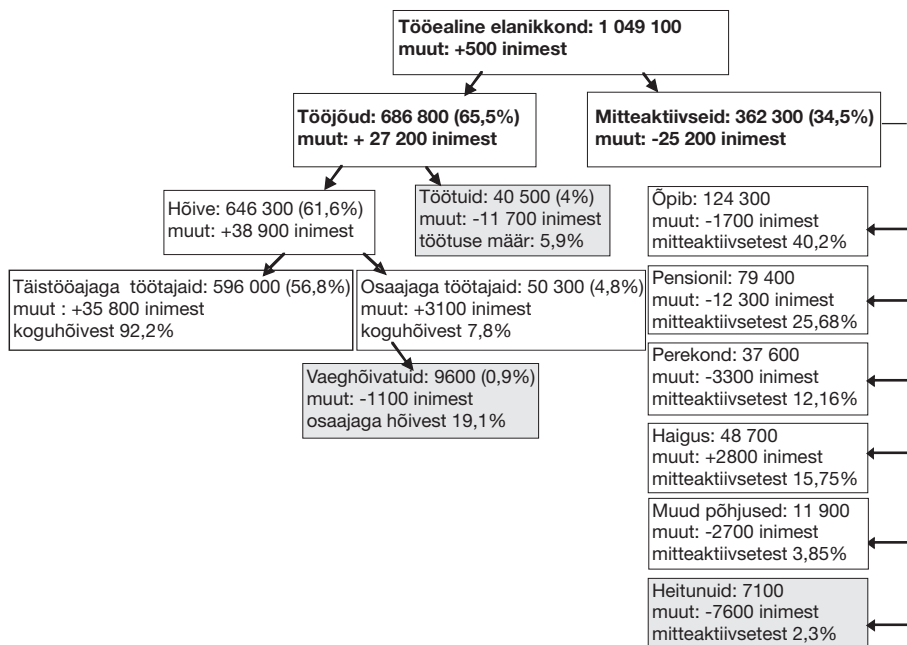 Tööealine elanikkond: 1 049 100
muut: +500 inimest
Tööjõud: 686 800 (65,5%)
muut: + 27 200 inimest
Mitteaktiivseid: 362 300 (34,5%)
muut: -25 200 inimest
Hõive: 646 300 (61,6%)
muut: +38 900 inimest
Töötuid: 40 500 (4%)
muut: -11 700 inimest
töötuse määr: 5,9%
Täistööajaga töötajaid: 596 000 (56,8%)
muut : +35 800 inimest
koguhõivest 92,2%
Osaajaga töötajaid: 50 300 (4,8%)
muut: +3100 inimest
koguhõivest 7,8%
Vaeghõivatuid: 9600 (0,9%)
muut: -1100 inimest
osaajaga hõivest 19,1%
Õpib: 124 300
muut: -1700 inimest
mitteaktiivsetest 40,2%
Pensionil: 79 400
muut: -12 300 inimest
mitteaktiivsetest 25,68%
Perekond: 37 600
muut: -3300 inimest
mitteaktiivsetest 12,16%
Haigus: 48 700
muut: +2800 inimest
mitteaktiivsetest 15,75%
Muud põhjused: 11 900
muut: -2700 inimest
mitteaktiivsetest 3,85%
Heitunuid: 7100
muut: -7600 inimest
mitteaktiivsetest 2,3%